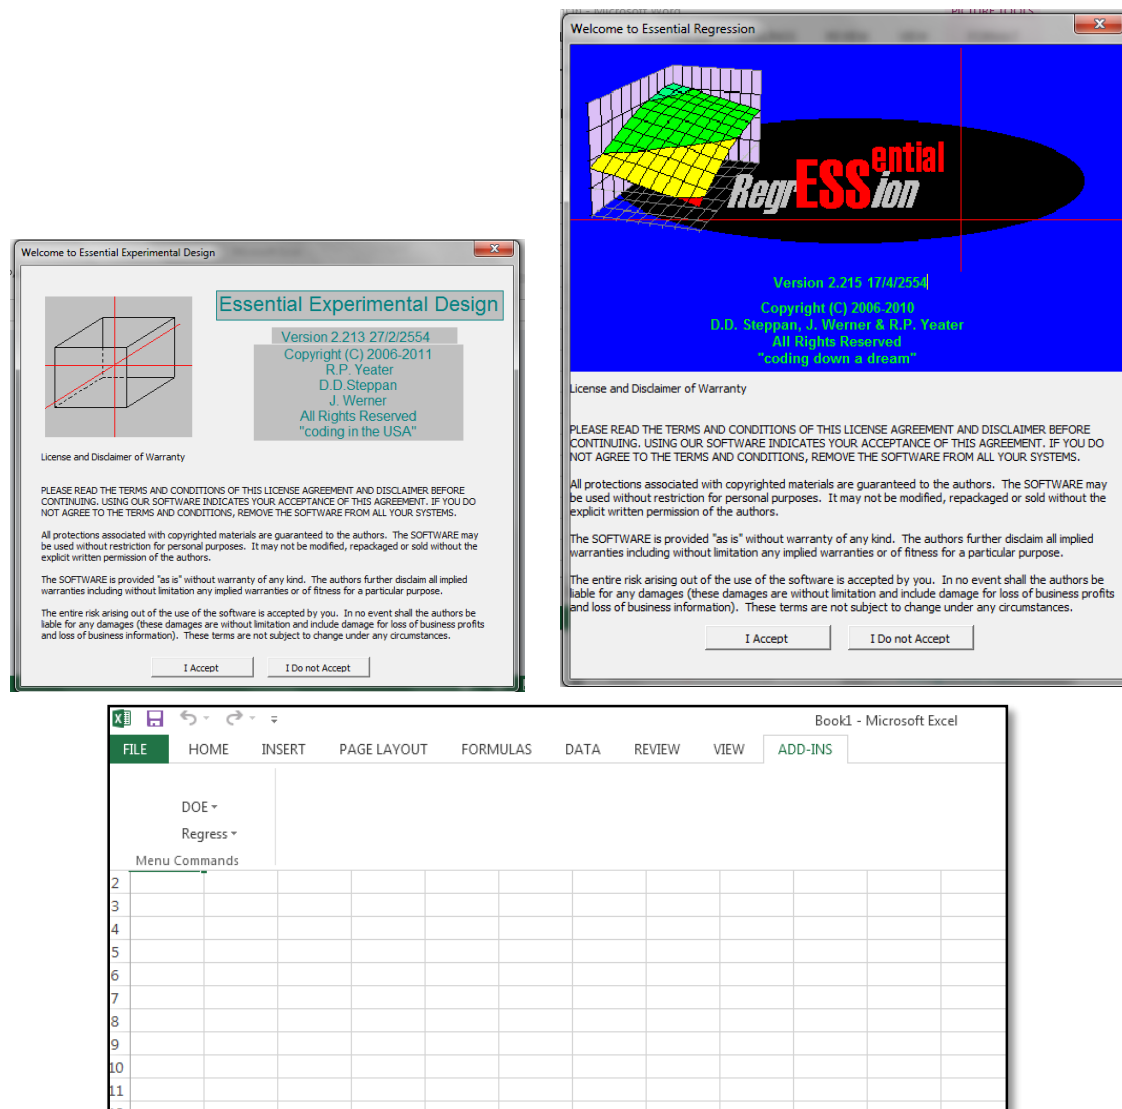 Welcome to Essential Experimental Design
Essential Experimental Design
Version 2.213 27/2/2554
Copyright (C) 2006-2011
R.P. Yeater
D.D.Steppan
J. Werner
All Rights Reserved
"coding in the USA"
License and Disclaimer of Warranty
PLEASE READ THE TERMS AND CONDITIONS OF THIS LICENSE AGREEMENT AND DISCLAIMER BEFORE
CONTINUING. USING OUR SOFTWARE INDICATES YOUR ACCEPTANCE OF THIS AGREEMENT. IF YOU DO
NOT AGREE TO THE TERMS AND CONDITIONS, REMOVE THE SOFTWARE FROM ALL YOUR SYSTEMS.
All protections associated with copyrighted materials are guaranteed to the authors. The SOFTWARE may
be used without restriction for personal purposes. It may not be modified, repackaged or sold without the
explicit written permission of the authors.
The SOFTWARE is provided "as is" without warranty of any kind. The authors further disclaim all implied
warranties including without limitation any implied warranties or of fitness for a particular purpose.
The entire risk arising out of the use of the software is accepted by you. In no event shall the authors be
liable for any damages (these damages are without limitation and include damage for loss of business profits
and loss of business information). These terms are not subject to change under any circumstances.
I Accept
I Do not Accept
Microsoft Word
PICTURE TOOLS
Welcome to Essential Regression
ential
RegrESSion
Version 2.215 17/4/2554
Copyright (C) 2006-2010
D.D. Steppan, J. Werner & R.P. Yeater
All Rights Reserved
"coding down a dream"
License and Disclaimer of Warranty
PLEASE READ THE TERMS AND CONDITIONS OF THIS LICENSE AGREEMENT AND DISCLAIMER BEFORE
CONTINUING. USING OUR SOFTWARE INDICATES YOUR ACCEPTANCE OF THIS AGREEMENT. IF YOU DO
NOT AGREE TO THE TERMS AND CONDITIONS, REMOVE THE SOFTWARE FROM ALL YOUR SYSTEMS.
All protections associated with copyrighted materials are guaranteed to the authors. The SOFTWARE may
be used without restriction for personal purposes. It may not be modified, repackaged or sold without the
explicit written permission of the authors.
The SOFTWARE is provided "as is" without warranty of any kind. The authors further disclaim all implied
warranties including without limitation any implied warranties or of fitness for a particular purpose.
The entire risk arising out of the use of the software is accepted by you. In no event shall the authors be
liable for any damages (these damages are without limitation and include damage for loss of business profits
and loss of business information). These terms are not subject to change under any circumstances.
I Accept
I Do not Accept
Book1 - Microsoft Excel
FILE HOME INSERT PAGE LAYOUT FORMULAS DATA REVIEW VIEW ADD-INS
DOE
Regress
Menu Commands
2
3
4
5
6
7
8
9
10
11